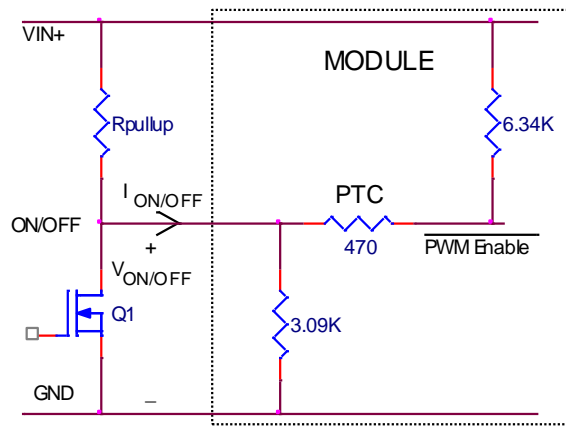 VIN+
MODULE
Rpullup
6.34K
I ON/OFF
PTC
ON/OFF
+
470
PWM Enable
V ON/OFF
Q1
3.09K
GND
–